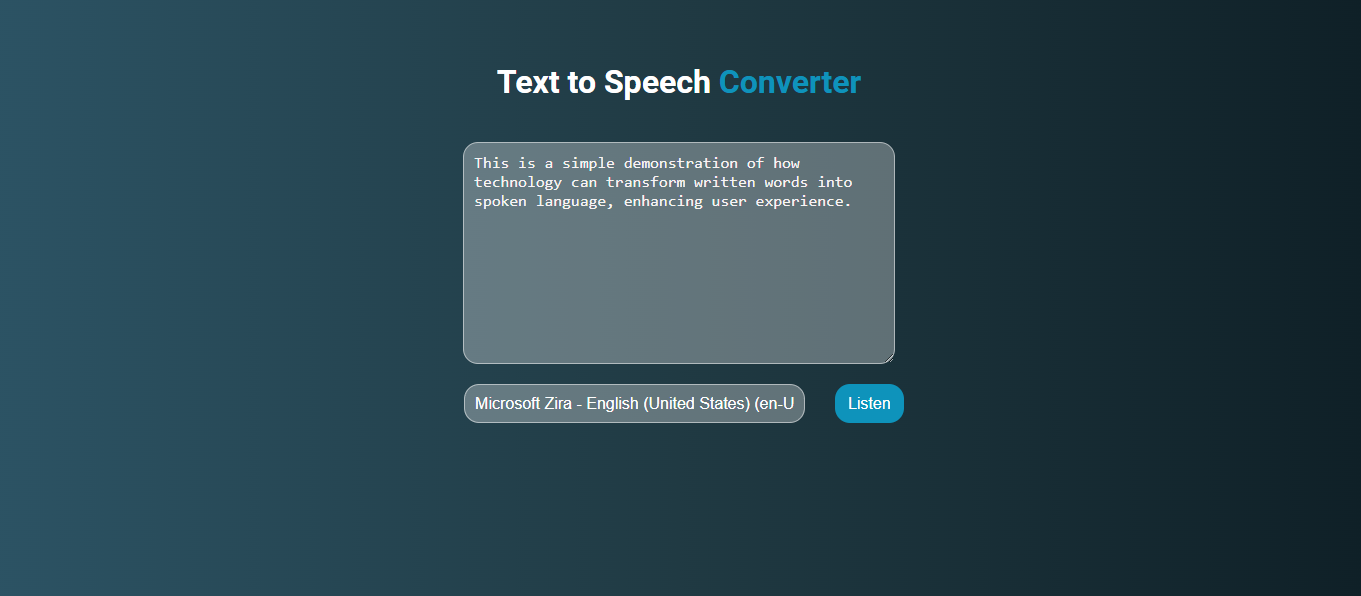 Text to Speech Converter
This is a simple demonstration of how
technology can transform written words into
spoken language, enhancing user experience.
Microsoft Zira - English (United States) (en-U
Listen